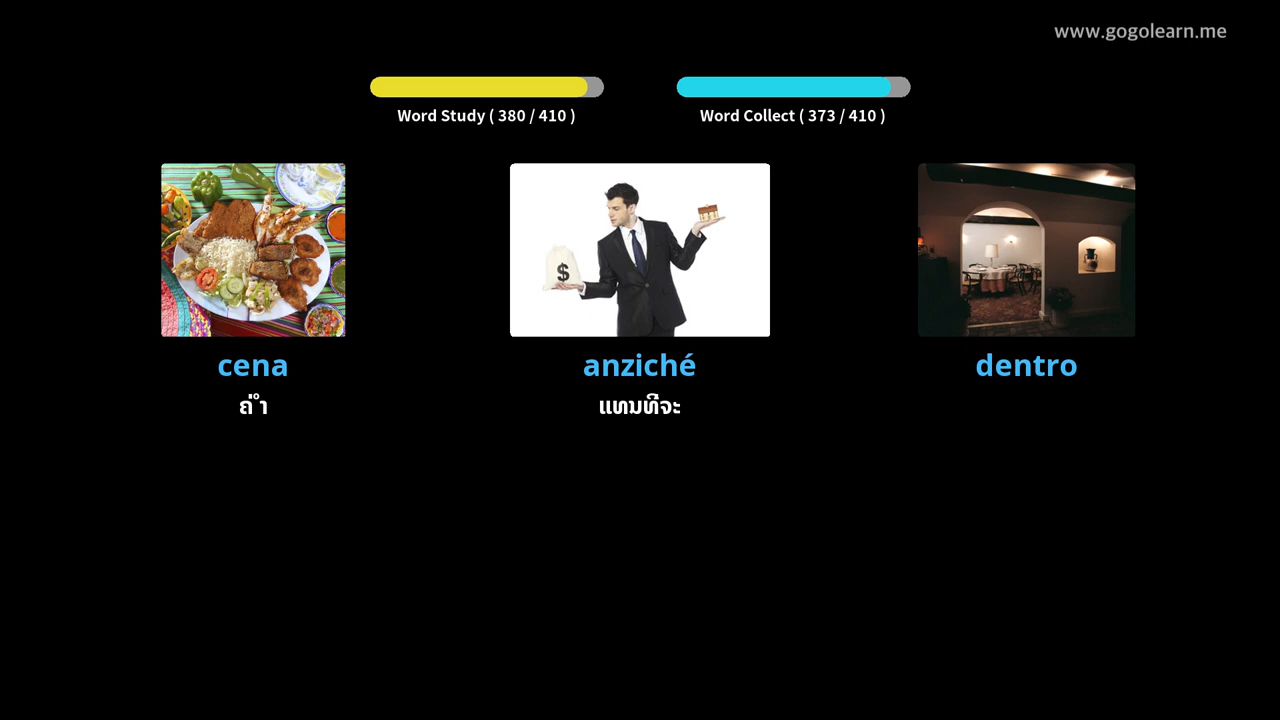 www.gogolearn.me
Word Study ( 380 / 410 )
Word Collect ( 373 / 410 )
cena
ຄ່ໍາ
anziché
ແທນທີ່ຈະ
dentro